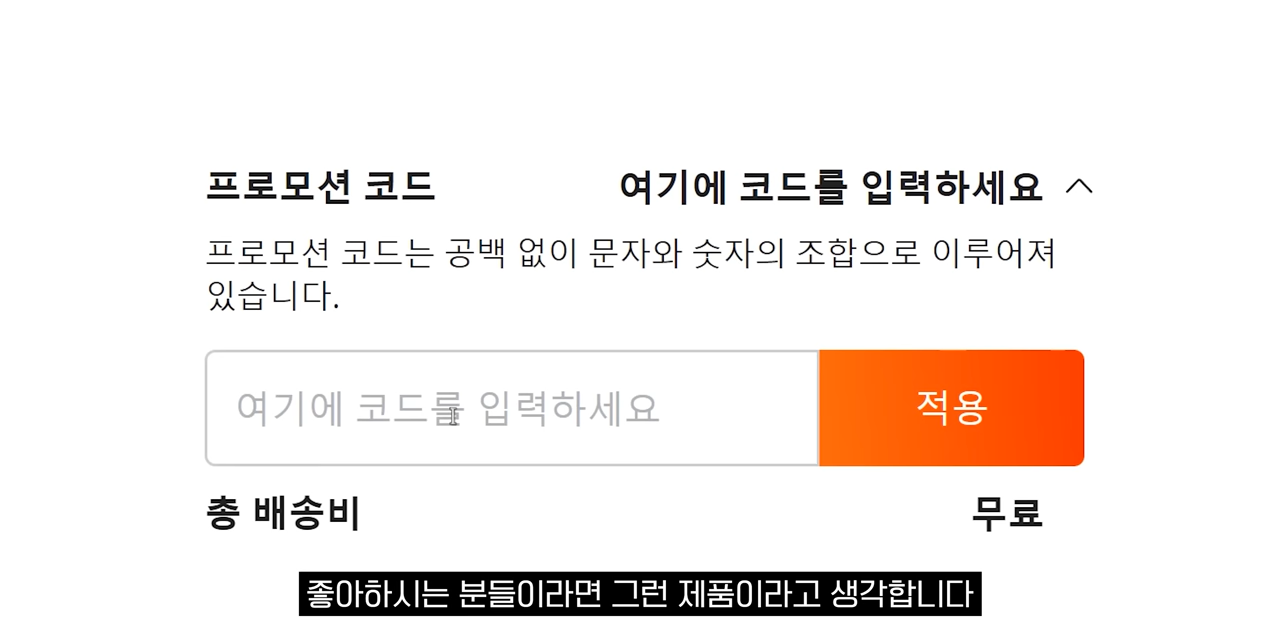 프로모션 코드 여기에 코드를 입력하세요
프로모션 코드는 공백 없이 문자와 숫자의 조합으로 이루어져
있습니다.
여기에 코드를 입력하세요 적용
총 배송비 무료
좋아하시는 분들이라면 그런 제품이라고 생각합니다